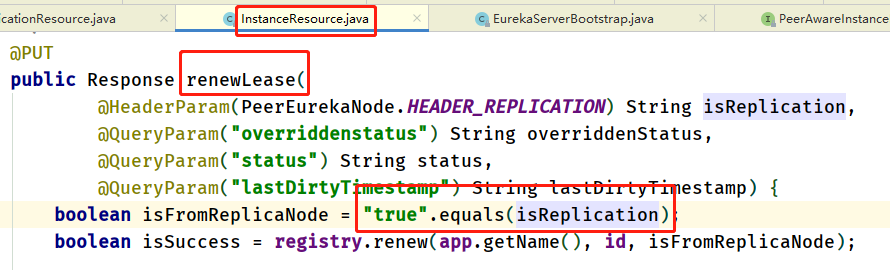 icationResource.java × InstanceResource.java × EurekaServerBootstrap.java × PeerAwareInstance
@PUT
public Response renewLease(
@HeaderParam(PeerEurekaNode.HEADER_REPLICATION) String isReplication,
@QueryParam("overriddenstatus") String overriddenStatus,
@QueryParam("status") String status,
@QueryParam("lastDirtyTimestamp") String lastDirtyTimestamp) {
boolean isFromReplicaNode = "true".equals(isReplication);
boolean isSuccess = registry.renew(app.getName(), id, isFromReplicaNode);